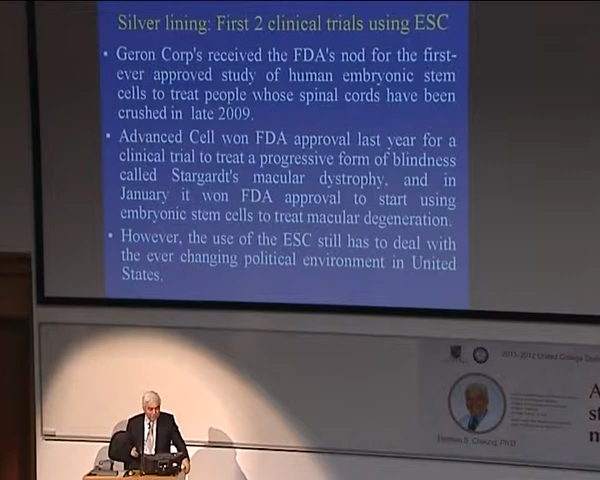 Silver lining: First 2 clinical trials using ESC
• Geron Corp's received the FDA's nod for the first-
ever approved study of human embryonic stem
cells to treat people whose spinal cords have been
crushed in late 2009.
• Advanced Cell won FDA approval last year for a
clinical trial to treat a progressive form of blindness
called Stargardt's macular dystrophy, and in
January it won FDA approval to start using
embryonic stem cells to treat macular degeneration.
• However, the use of the ESC still has to deal with
the ever changing political environment in United
States.
2011-2012 United College
A